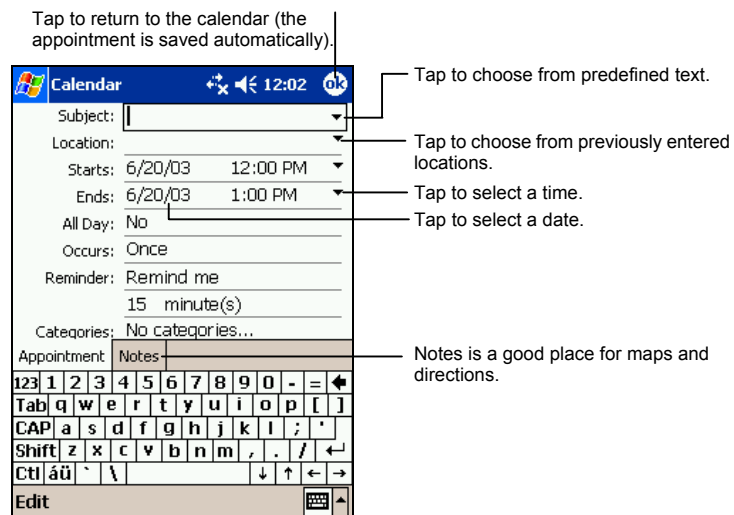 Tap to return to the calendar (the
appointment is saved automatically).
Calendar 12:02 ok
Tap to choose from predefined text.
Subject:
Location:
Tap to choose from previously entered
locations.
Starts: 6/20/03 12:00 PM
Ends: 6/20/03 1:00 PM
Tap to select a time.
Tap to select a date.
All Day: No
Occurs: Once
Reminder: Remind me
15 minute(s)
Categories: No categories...
Appointment Notes
Notes is a good place for maps and
directions.
123 1 2 3 4 5 6 7 8 9 0 - =
Tab q w e r t y u i o p [ ]
CAP a s d f g h j k l ; '
Shift z x c v b n m , . /
Ctl áü ` \ ↓ ↑ ← →
Edit